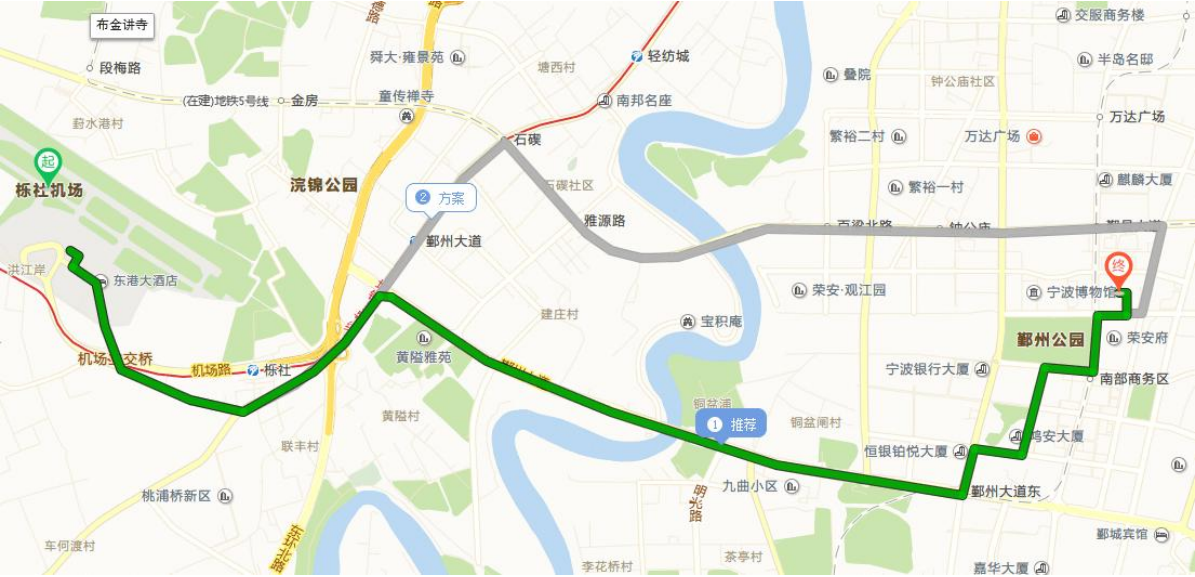 布金讲寺
德路
交服商务楼
舜大·雍景苑
轻纺城
半岛名邸
段梅路
塘西村
叠院
钟公庙社区
(在建)地铁5号线
金房
童传禅寺
南邦名座
万达广场
葑水港村
石碶
繁裕二村
万达广场
起
栎社机场
浣锦公园
石碶社区
繁裕一村
麒麟大厦
2 方案
雅源路
百梁北路
钟公庙
鄞州大道
终
洪江岸
东港大酒店
荣安·观江园
宁波博物馆
建庄村
宝积庵
鄞州公园
荣安府
黄隘雅苑
机场
交桥
机场路
栎社
宁波银行大厦
南部商务区
铜盆浦
黄隘村
1 推荐
铜盆闸村
联丰村
恒银铂悦大厦
鸿安大厦
桃浦桥新区
九曲小区
鄞州大道东
明光路
车何渡村
东环北路
鄞城宾馆
李花桥村
茶亭村
嘉华大厦